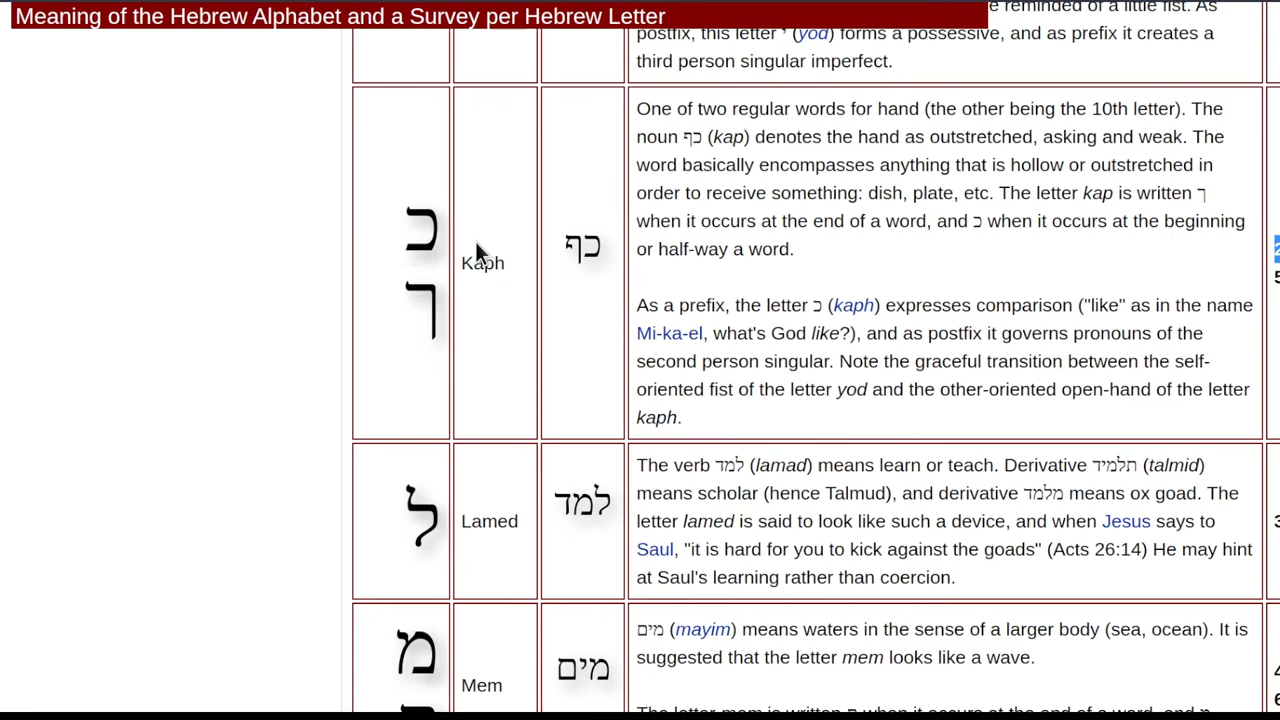 Meaning of the Hebrew Alphabet and a Survey per Hebrew Letter
e reminded of a little fist. As
postfix, this letter י (yod) forms a possessive, and as prefix it creates a
third person singular imperfect.
כ
ך
Kaph
כף
One of two regular words for hand (the other being the 10th letter). The
noun כף (kap) denotes the hand as outstretched, asking and weak. The
word basically encompasses anything that is hollow or outstretched in
order to receive something: dish, plate, etc. The letter kap is written ך
when it occurs at the end of a word, and כ when it occurs at the beginning
or half-way a word.
As a prefix, the letter כ (kaph) expresses comparison ("like" as in the name
Mi-ka-el, what's God like?), and as postfix it governs pronouns of the
second person singular. Note the graceful transition between the self-
oriented fist of the letter yod and the other-oriented open-hand of the letter
kaph.
ל
Lamed
למד
The verb למד (lamad) means learn or teach. Derivative תלמיד (talmid)
means scholar (hence Talmud), and derivative מלמד means ox goad. The
letter lamed is said to look like such a device, and when Jesus says to
Saul, "it is hard for you to kick against the goads" (Acts 26:14) He may hint
at Saul's learning rather than coercion.
מ
Mem
מים
מים (mayim) means waters in the sense of a larger body (sea, ocean). It is
suggested that the letter mem looks like a wave.